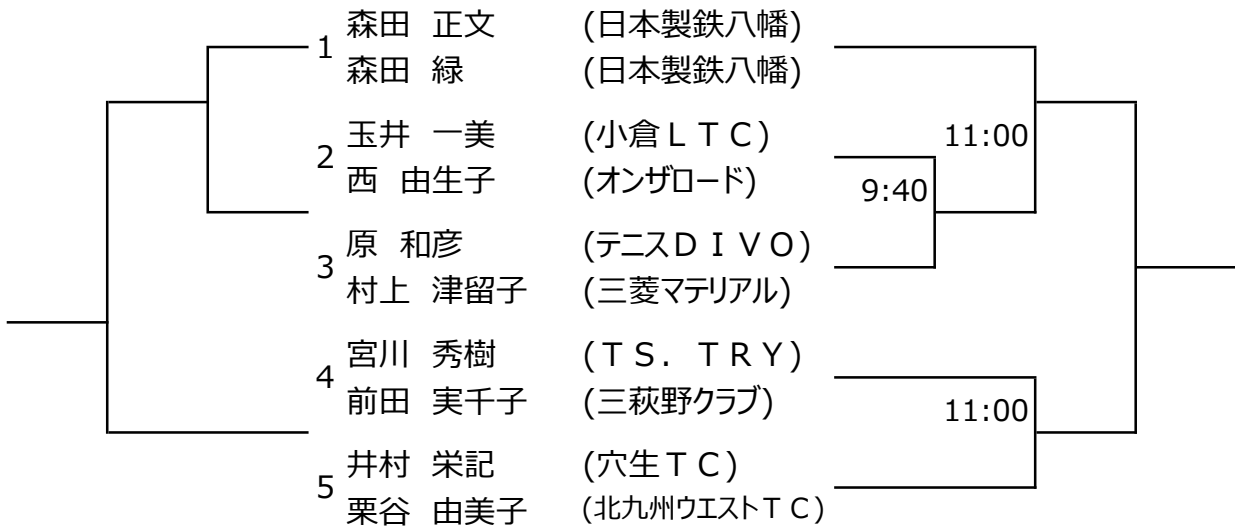 1 森田 正文 (日本製鉄八幡)
森田 緑 (日本製鉄八幡)
2 玉井 一美 (小倉ＬＴＣ) 11:00
西 由生子 (オンザロード) 9:40
3 原 和彦 (テニスＤＩＶＯ)
村上 津留子 (三菱マテリアル)
4 宮川 秀樹 (ＴＳ．ＴＲＹ)
前田 実千子 (三萩野クラブ) 11:00
5 井村 栄記 (穴生ＴＣ)
栗谷 由美子 (北九州ウエストＴＣ)